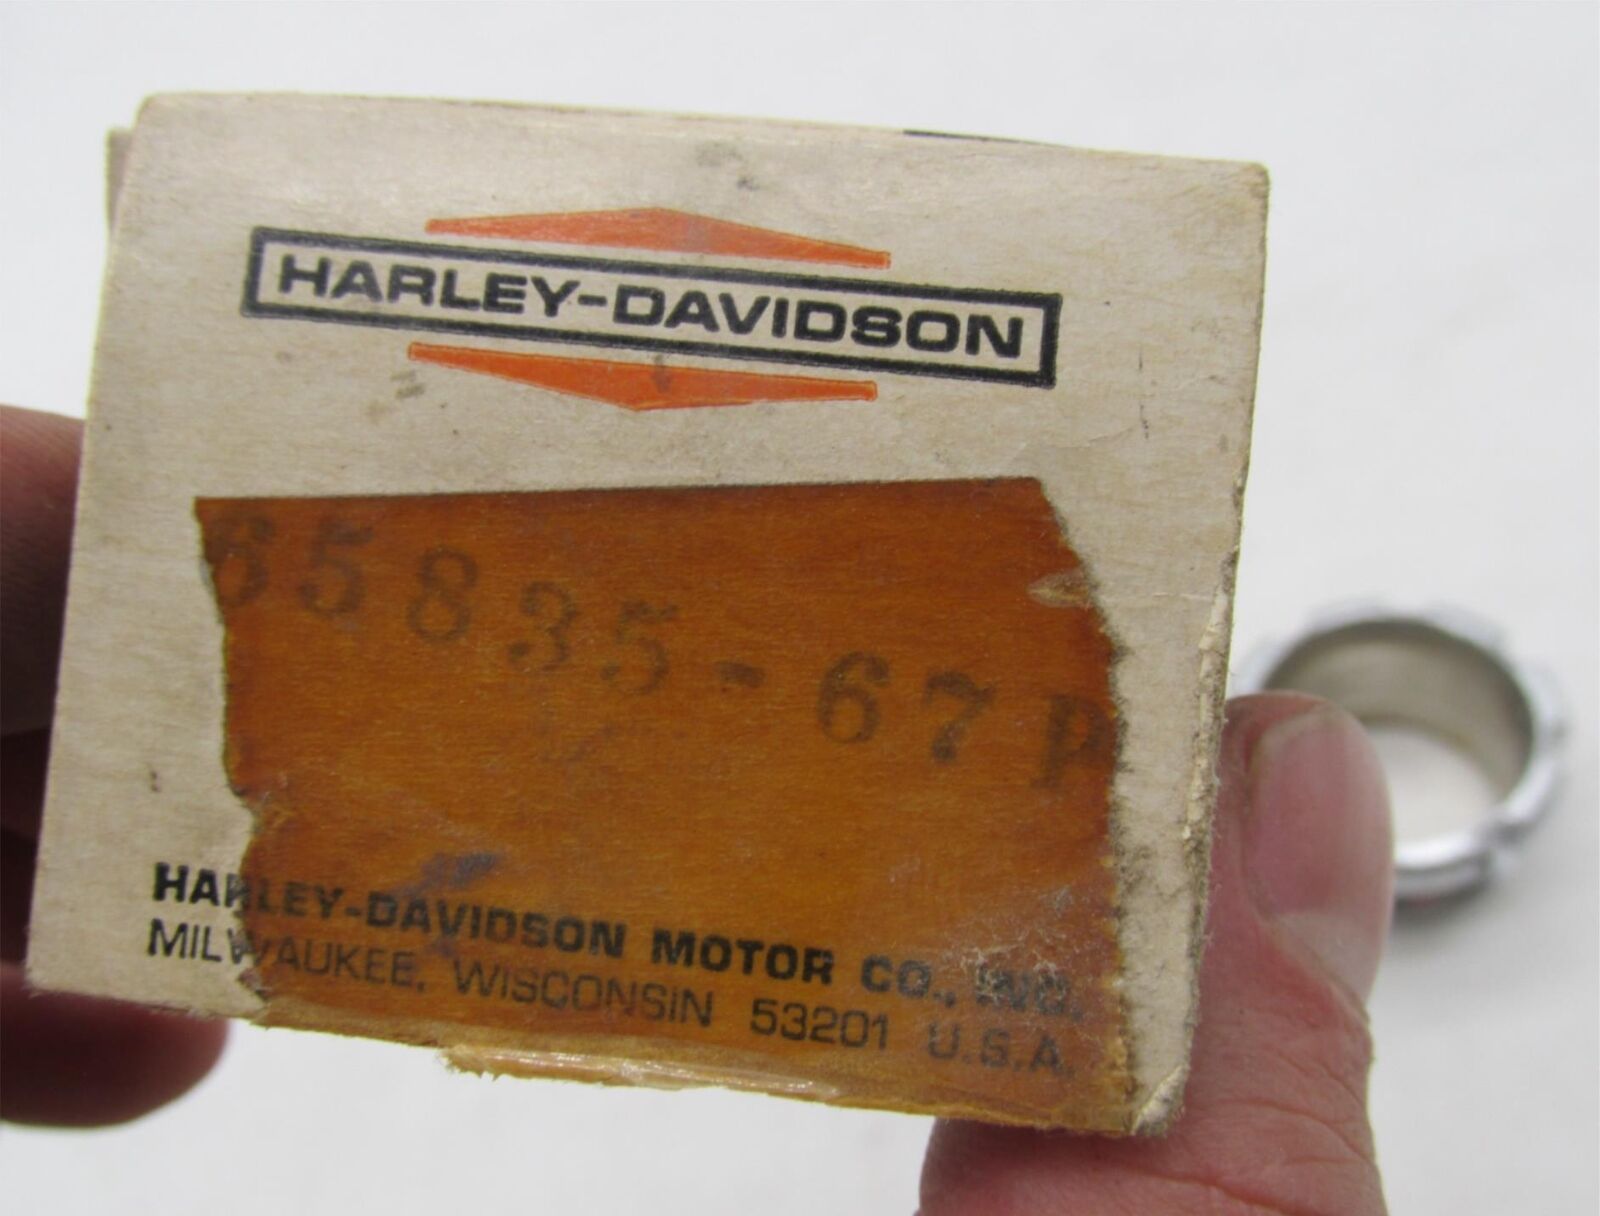 HARLEY-DAVIDSON
65835-67P
HARLEY-DAVIDSON MOTOR CO., INC.
MILWAUKEE, WISCONSIN 53201 U.S.A.